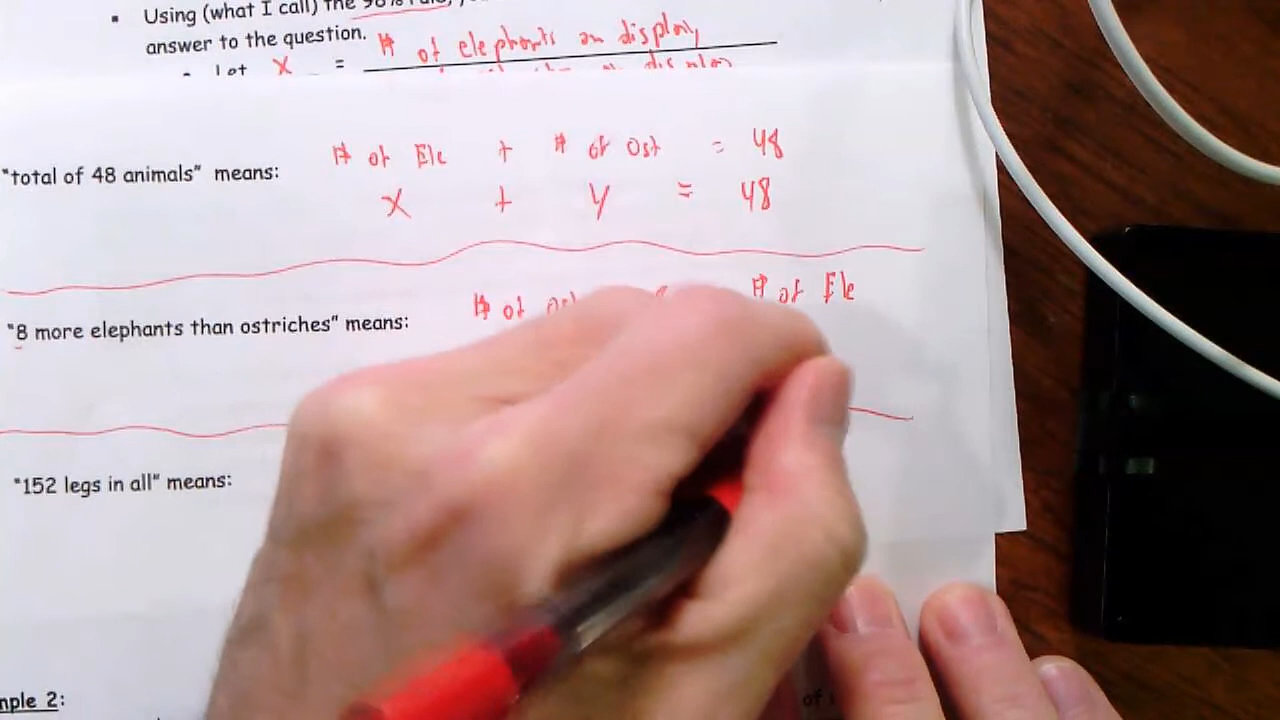 ▪ Using (what I call) the
answer to the question. # of elephants on display
▪ Let X =
"total of 48 animals" means: # of Ele + # of Ost = 48
X + y = 48
"8 more elephants than ostriches" means: # of # of Ele
"152 legs in all" means:
mple 2:
of